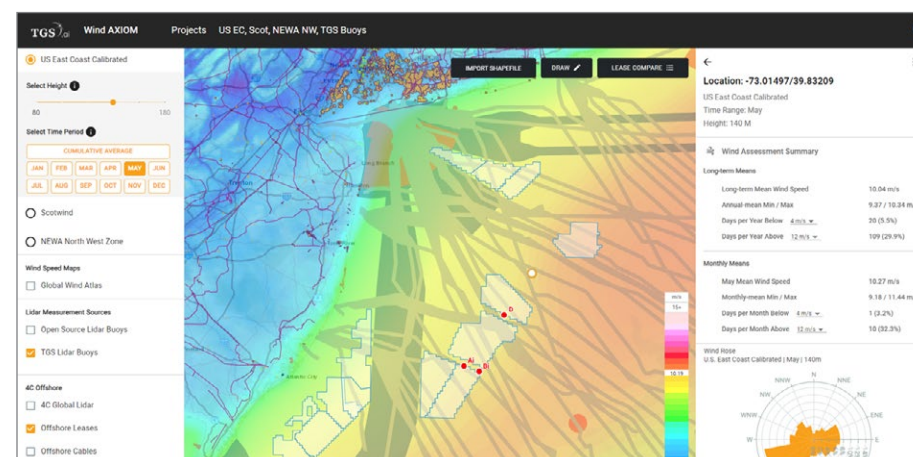 TGS.ai Wind AXIOM Projects US EC, Scot, NEWA NW, TGS Buoys
US East Coast Calibrated
Select Height
80 180
Select Time Period
CUMULATIVE AVERAGE
JAN FEB MAR APR MAY JUN
JUL AUG SEP OCT NOV DEC
Scotwind
NEWA North West Zone
Wind Speed Maps
Global Wind Atlas
Lidar Measurement Sources
Open Source Lidar Buoys
TGS Lidar Buoys
4C Offshore
4C Global Lidar
Offshore Leases
Offshore Cables
IMPORT SHAPEFILE DRAW LEASE COMPARE
Long Branch
Trenton
Atlantic City
D
Ai
Bi
m/s
15+
10.19
Location: -73.01497/39.83209
US East Coast Calibrated
Time Range: May
Height: 140 M
Wind Assessment Summary
Long-term Means
Long-term Mean Wind Speed 10.04 m/s
Annual-mean Min / Max 9.37 / 10.34 m/
Days per Year Below 4 m/s 20 (5.5%)
Days per Year Above 12 m/s 109 (29.9%)
Monthly Means
May Mean Wind Speed 10.27 m/s
Monthly-mean Min / Max 9.18 / 11.44 m/
Days per Month Below 4 m/s 1 (3.2%)
Days per Month Above 12 m/s 10 (32.3%)
Wind Rose
U.S. East Coast Calibrated | May | 140m
N
NNW NNE
NW NE
WNW ENE
W E